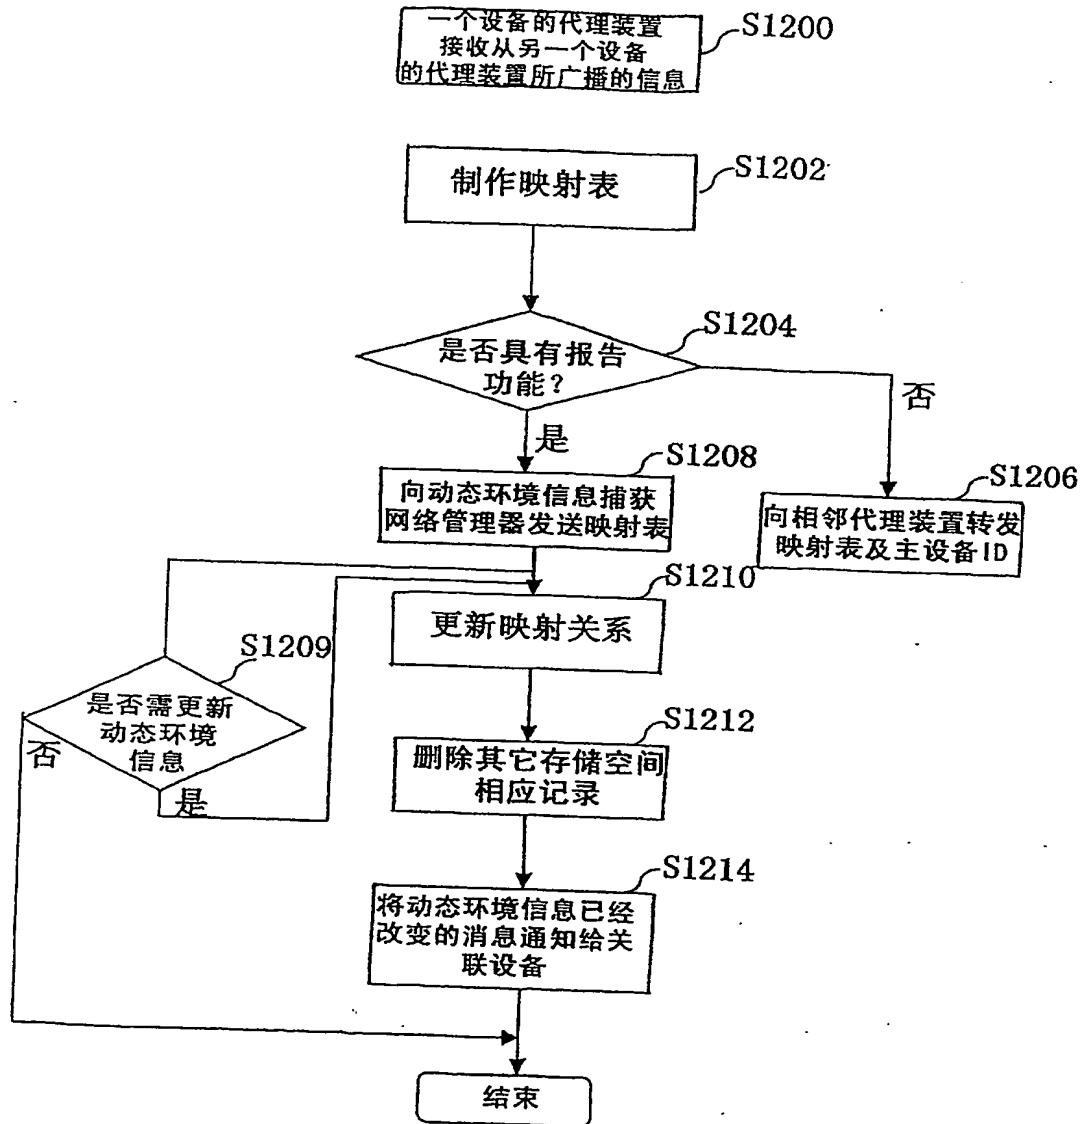 一个设备的代理装置
接收从另一个设备
的代理装置所广播的信息
S1200
制作映射表
S1202
S1204
是否具有报告
功能？
否
是
S1208
向动态环境信息捕获
网络管理器发送映射表
S1206
向相邻代理装置转发
映射表及主设备ID
S1210
更新映射关系
S1209
是否需更新
动态环境
信息
否
是
S1212
删除其它存储空间
相应记录
S1214
将动态环境信息已经
改变的消息通知给关
联设备
结束